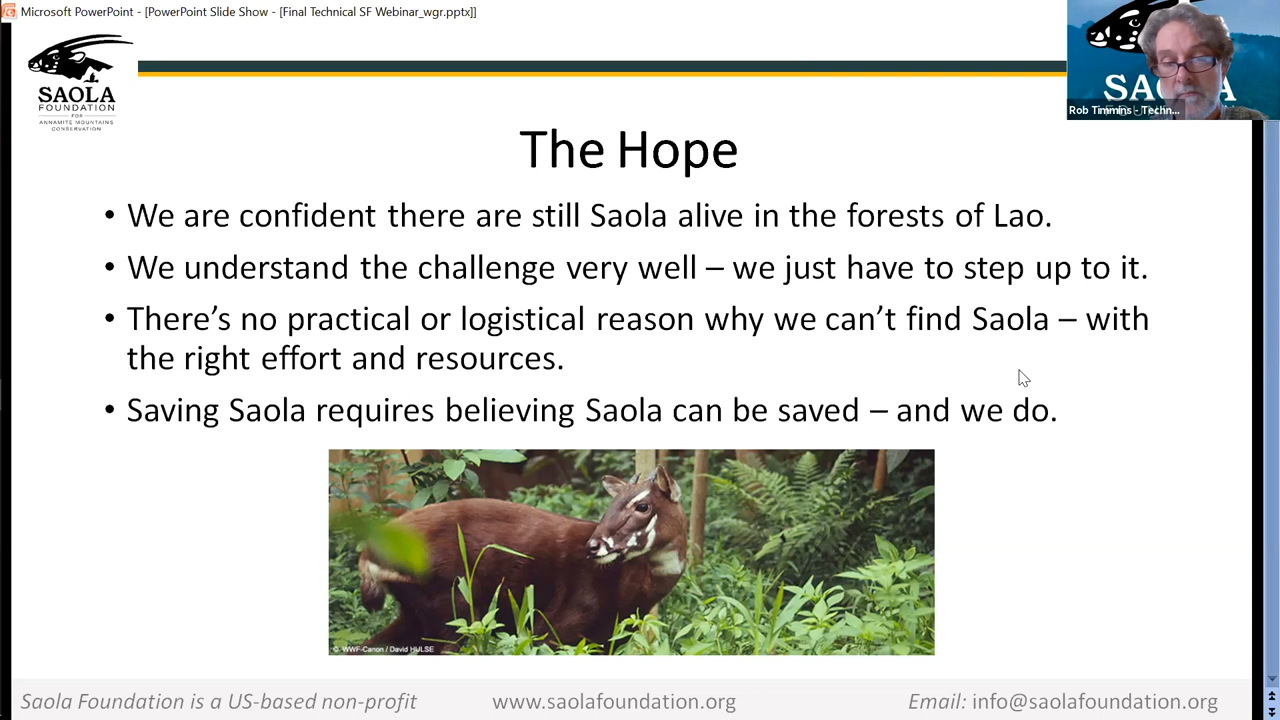 Microsoft PowerPoint - [PowerPoint Slide Show - [Final Technical SF Webinar_wgr.pptx]]
SAOLA
FOUNDATION
FOR
ANNAMITE MOUNTAINS
CONSERVATION
Rob Timmins - Techn...
The Hope
• We are confident there are still Saola alive in the forests of Lao.
• We understand the challenge very well – we just have to step up to it.
• There’s no practical or logistical reason why we can’t find Saola – with
the right effort and resources.
• Saving Saola requires believing Saola can be saved – and we do.
© WWF-Canon / David HULSE
Saola Foundation is a US-based non-profit
www.saolafoundation.org
Email: info@saolafoundation.org